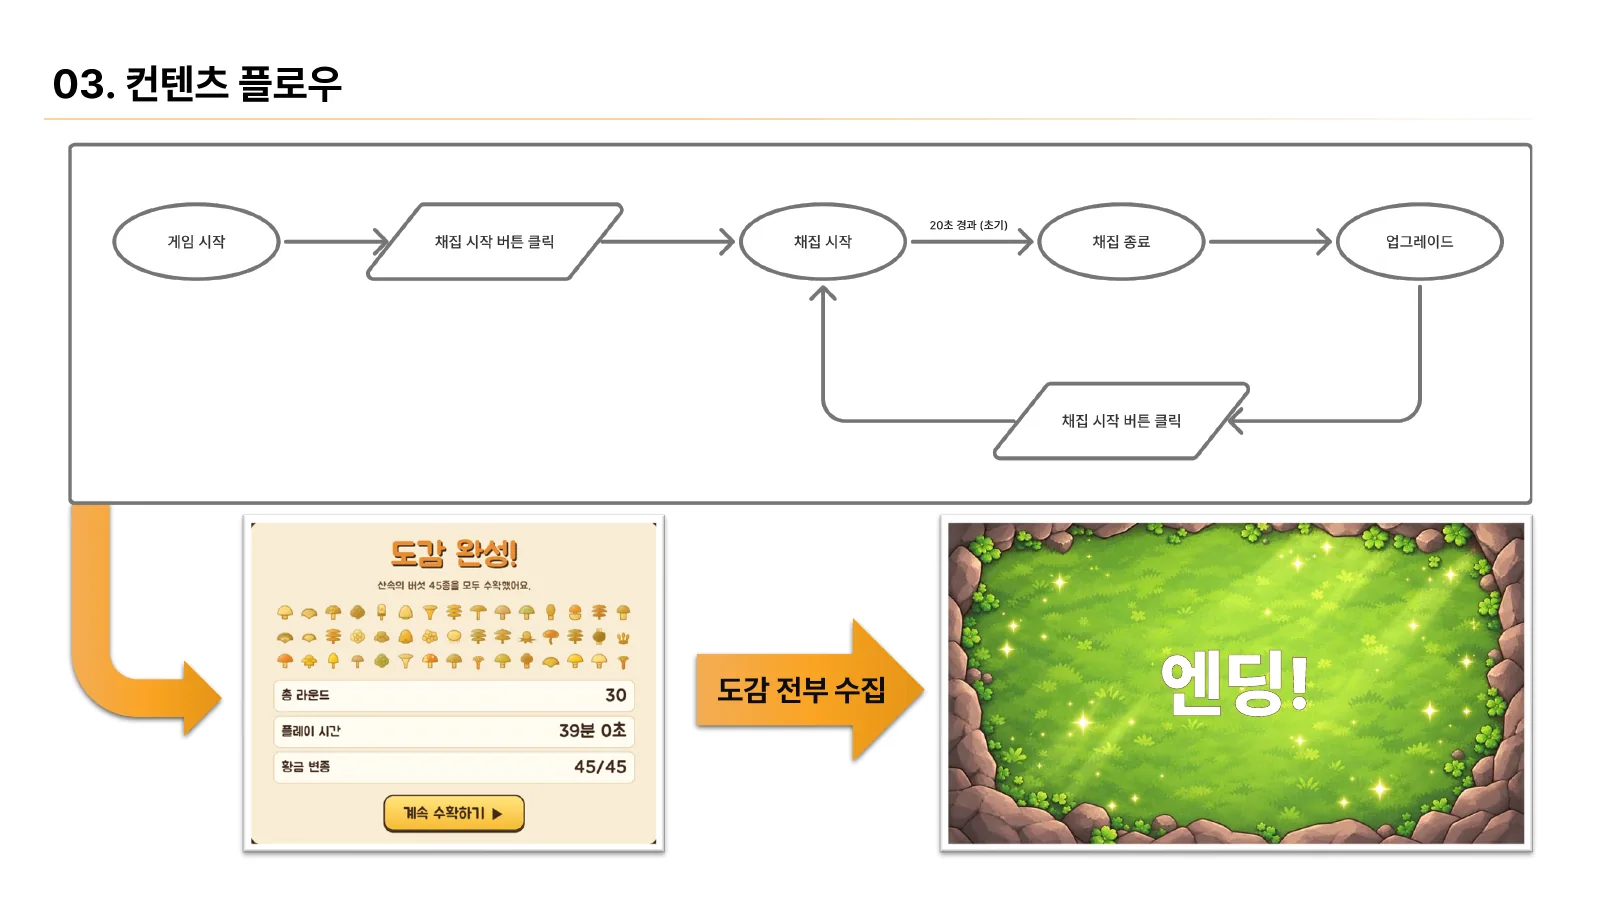 03. 컨텐츠 플로우
게임 시작
채집 시작 버튼 클릭
채집 시작
20초 경과 (초기)
채집 종료
업그레이드
채집 시작 버튼 클릭
도감 완성!
산속의 버섯 45종을 모두 수확했어요.
총 라운드 30
플레이 시간 39분 0초
황금 변종 45/45
계속 수확하기 ▶
도감 전부 수집
엔딩!